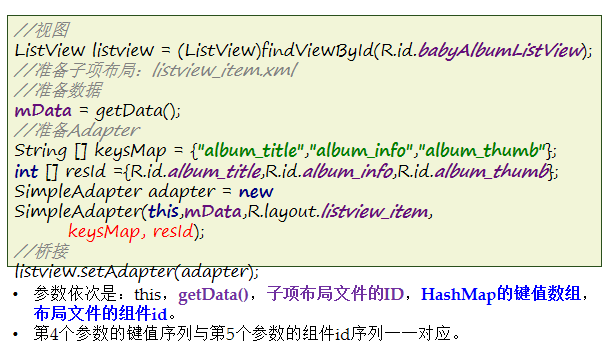 //视图
ListView listview = (ListView)findViewById(R.id.babyAlbumListView);
//准备子项布局：listview_item.xml
//准备数据
mData = getData();
//准备Adapter
String [] keysMap = {"album_title","album_info","album_thumb"};
int [] resId ={R.id.album_title,R.id.album_info,R.id.album_thumb};
SimpleAdapter adapter = new
SimpleAdapter(this,mData,R.layout.listview_item,
keysMap, resId);
//桥接
listview.setAdapter(adapter);
• 参数依次是：this，getData()，子项布局文件的ID，HashMap的键值数组，
布局文件的组件id。
• 第4个参数的键值序列与第5个参数的组件id序列一一对应。